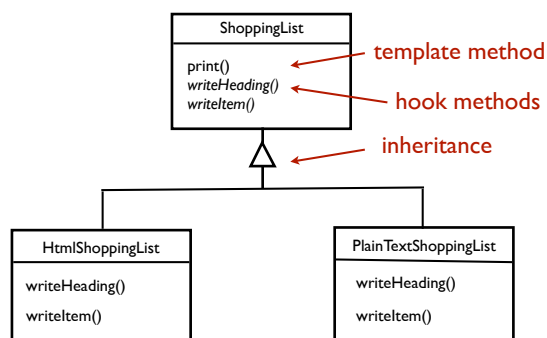 ShoppingList
print()
template method
writeHeading()
writeItem()
hook methods
inheritance
HtmlShoppingList
writeHeading()
writeItem()
PlainTextShoppingList
writeHeading()
writeItem()